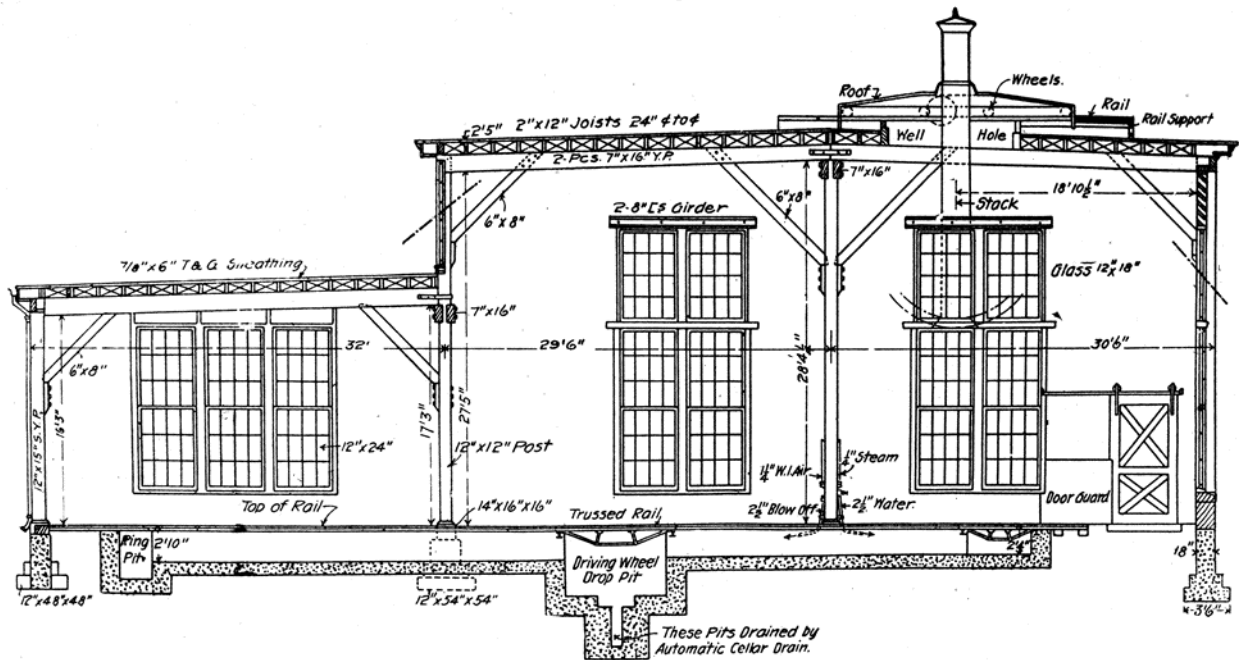 Roof
Wheels.
Rail
Rail Support
2'5"
2"x12" Joists 24" ¢ to ¢
Well
Hole
2-Pcs. 7"x16" Y.P.
7"x16"
18'10½"
6"x8"
6"x8"
2-8" [s Girder
Stack
7/8" x 6" T & G Sheathing
Glass 12"x18"
7"x16"
32'
29'6"
28'4½"
30'6"
6"x8"
12"x15" S.Y.P.
17'3"
27'5"
12"x24"
12"x12" Post
1¼" W.I. Air
Steam
Top of Rail
14"x16"x16"
Trussed Rail
2½" Blow Off
2½" Water.
Door Guard
Ring
Pit
2'10"
Driving Wheel
Drop Pit
18"
12"x48"x48"
12"x54"x54"
3'6"
These Pits Drained by
Automatic Cellar Drain.